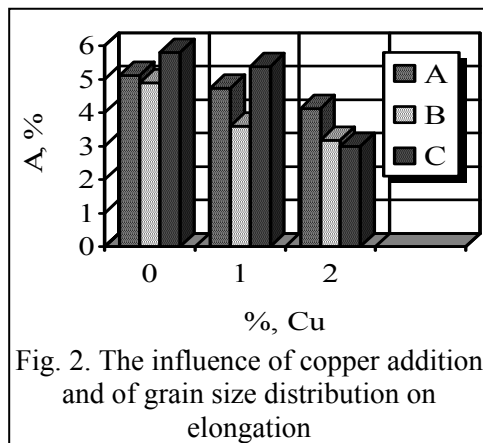 6
5
4
3
2
1
0
A, %
A
B
C
0 1 2
%, Cu
Fig. 2. The influence of copper addition
and of grain size distribution on
elongation